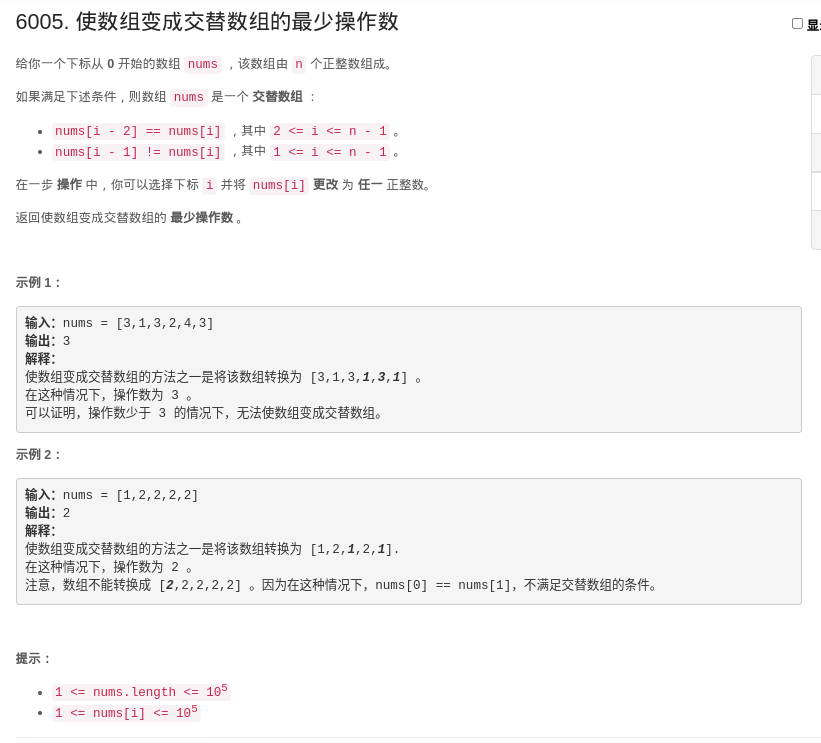 6005. 使数组变成交替数组的最少操作数
显
给你一个下标从 0 开始的数组 nums ，该数组由 n 个正整数组成。
如果满足下述条件，则数组 nums 是一个 交替数组 ：
nums[i - 2] == nums[i] ，其中 2 <= i <= n - 1 。
nums[i - 1] != nums[i] ，其中 1 <= i <= n - 1 。
在一步 操作 中，你可以选择下标 i 并将 nums[i] 更改 为 任一 正整数。
返回使数组变成交替数组的 最少操作数 。
示例 1：
输入：nums = [3,1,3,2,4,3]
输出：3
解释：
使数组变成交替数组的方法之一是将该数组转换为 [3,1,3,1,3,1] 。
在这种情况下，操作数为 3 。
可以证明，操作数少于 3 的情况下，无法使数组变成交替数组。
示例 2：
输入：nums = [1,2,2,2,2]
输出：2
解释：
使数组变成交替数组的方法之一是将该数组转换为 [1,2,1,2,1].
在这种情况下，操作数为 2 。
注意，数组不能转换成 [2,2,2,2,2] 。因为在这种情况下，nums[0] == nums[1]，不满足交替数组的条件。
提示：
1 <= nums.length <= 10⁵
1 <= nums[i] <= 10⁵